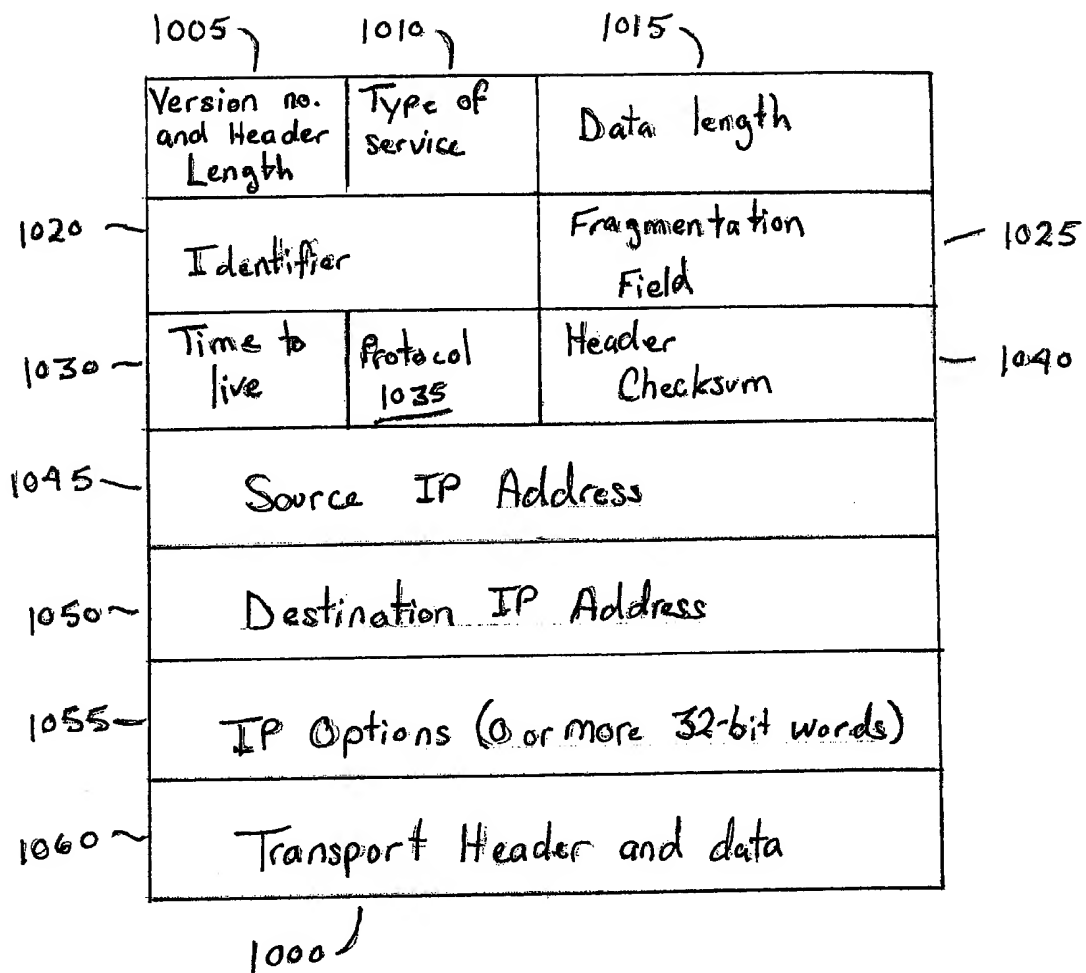 1005 1010 1015
Version no. Type of Data length
and Header service
Length
1020 Identifier Fragmentation 1025
Field
1030 Time to Protocol Header 1040
live 1035 Checksum
1045 Source IP Address
1050 Destination IP Address
1055 IP Options (0 or more 32-bit words)
1060 Transport Header and data
1000